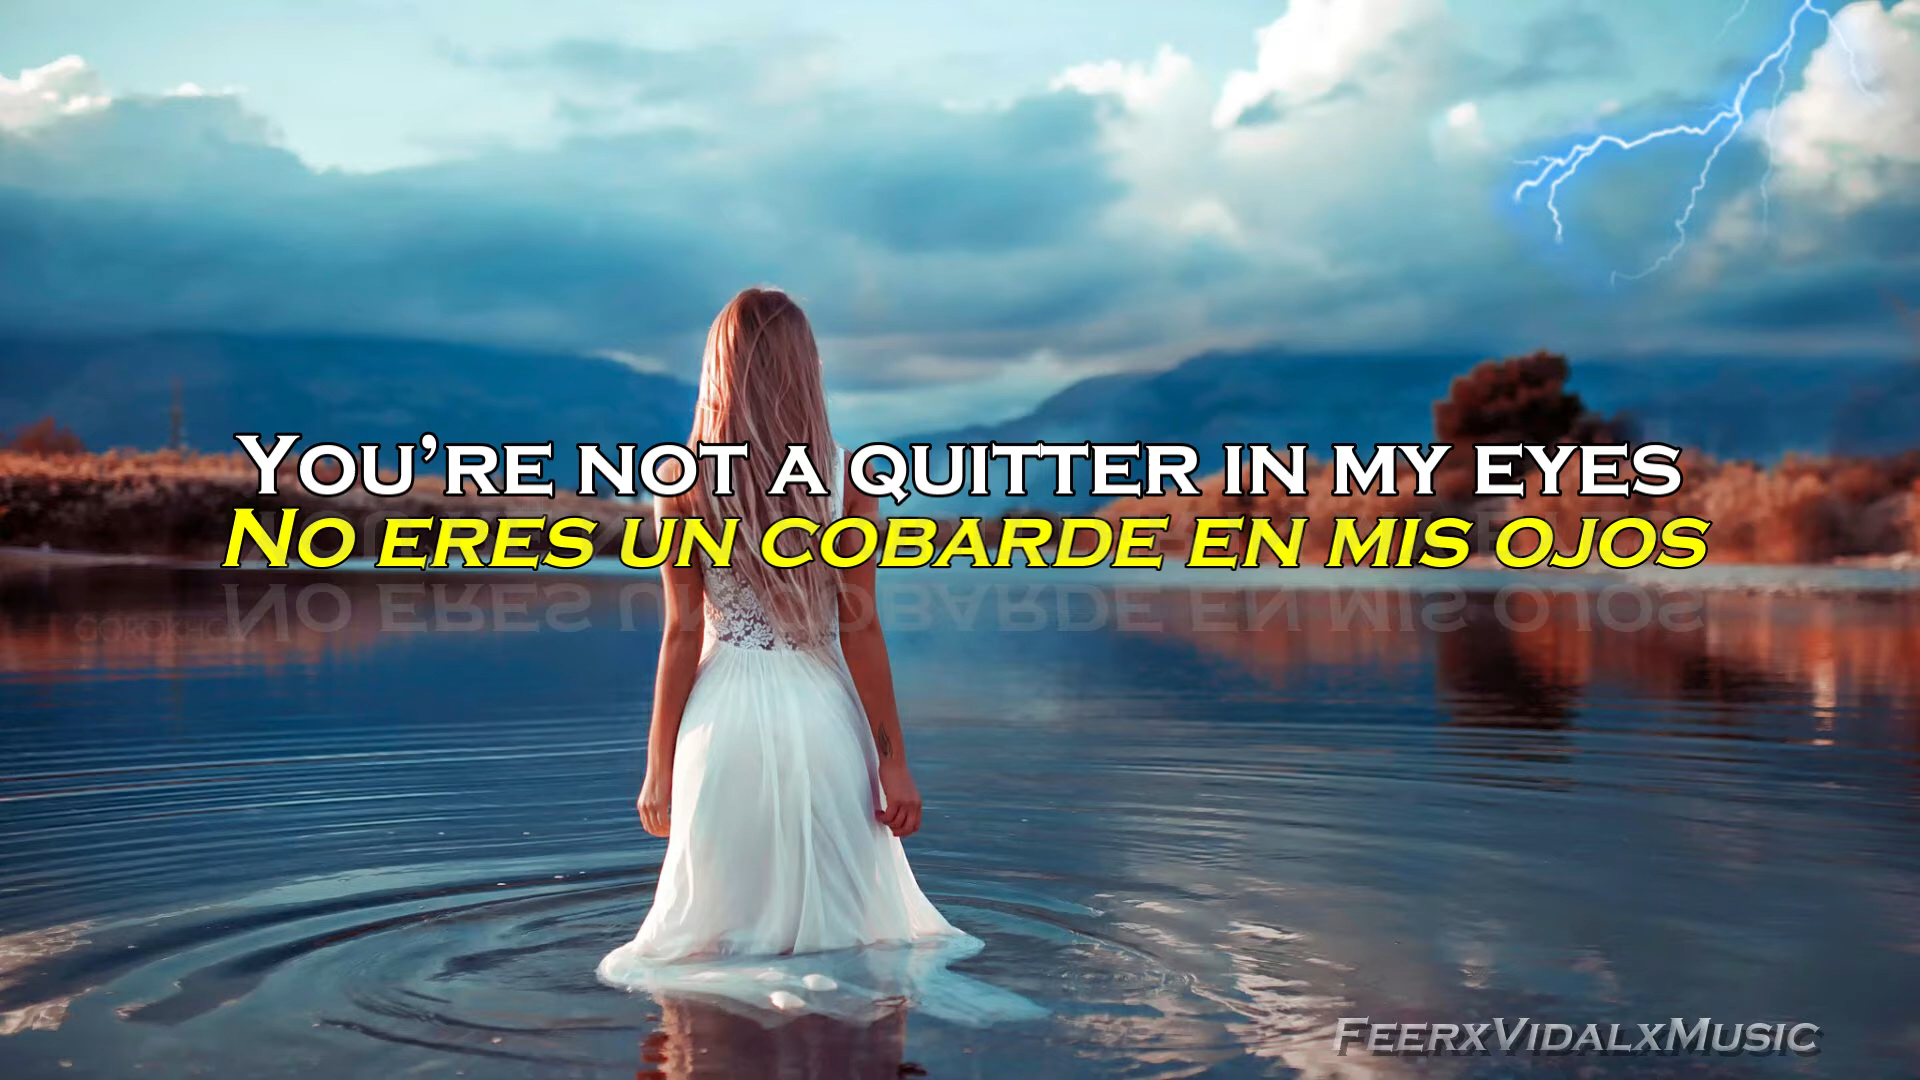 You're not a quitter in my eyes
No eres un cobarde en mis ojos
FeerxVidalxMusic